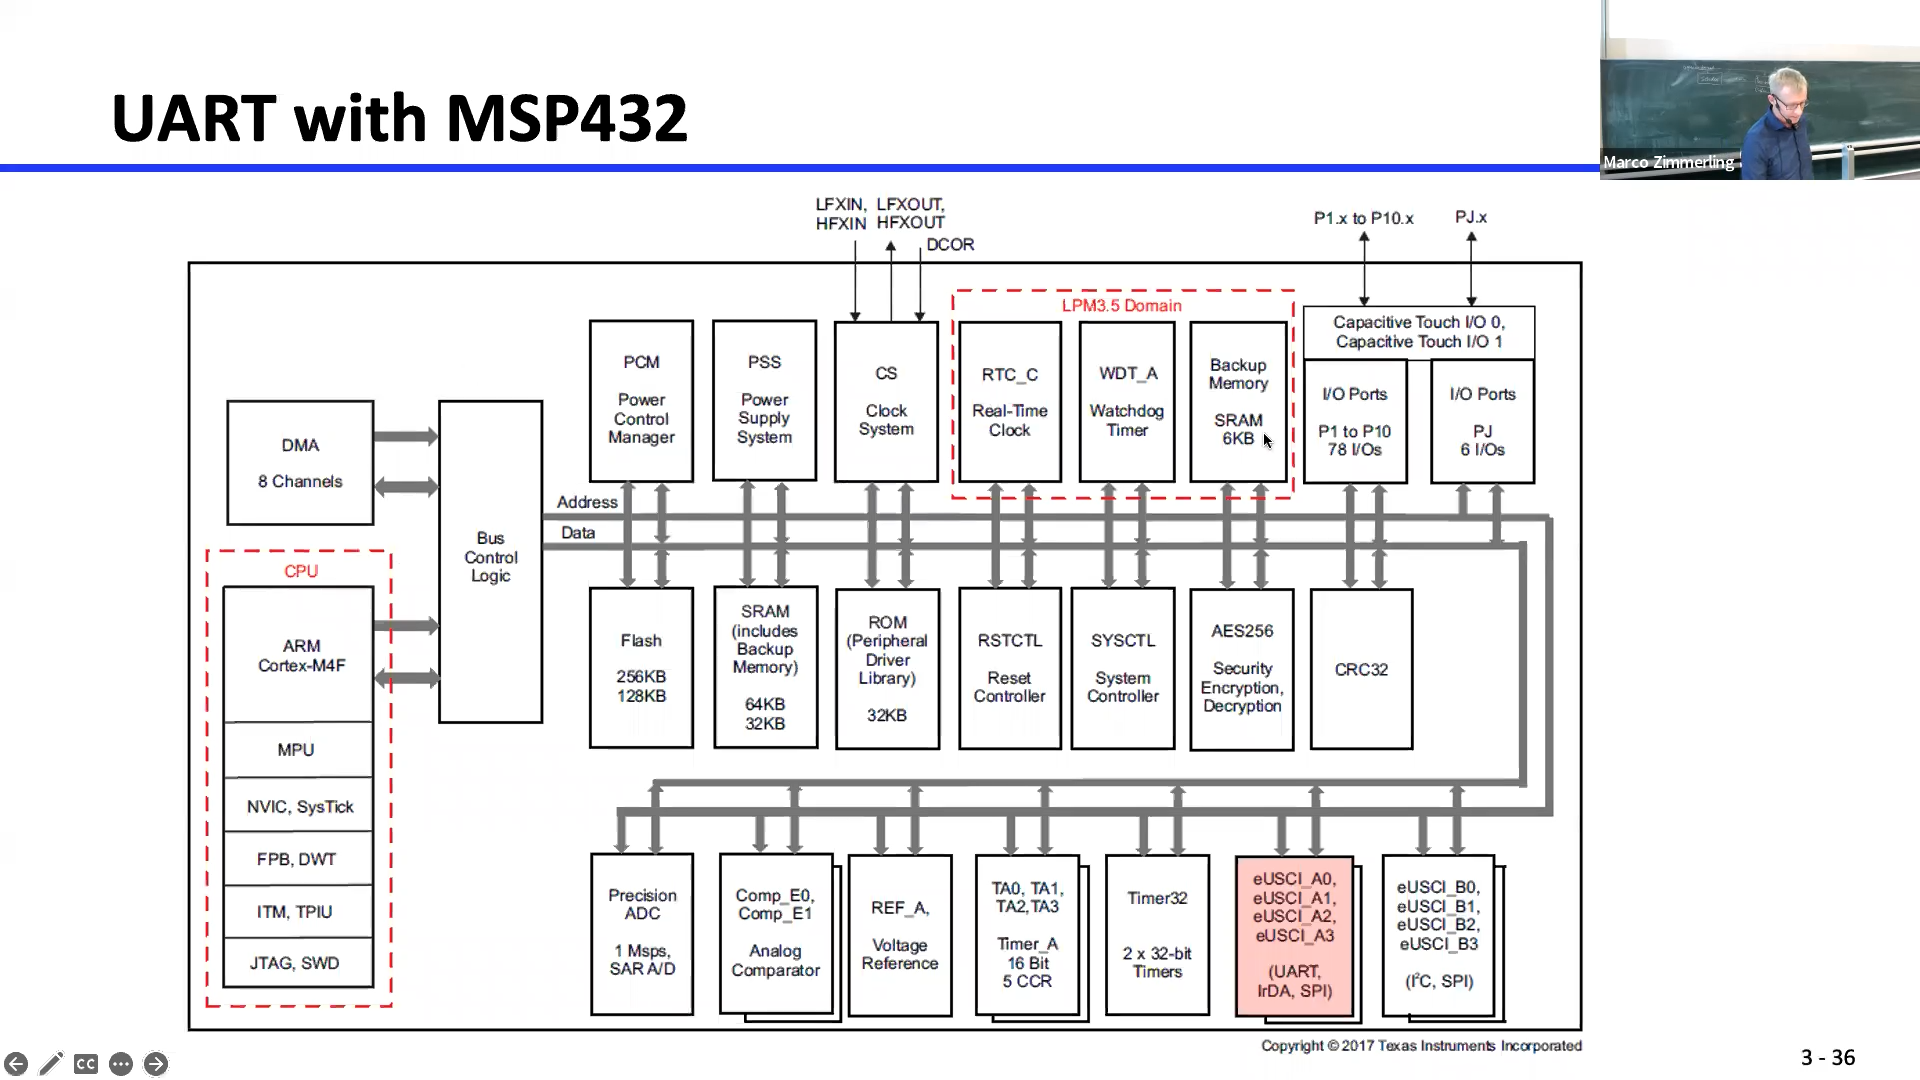 UART with MSP432
Marco Zimmerling
LFXIN, LFXOUT,
HFXIN HFXOUT
DCOR
P1.x to P10.x
PJ.x
LPM3.5 Domain
Capacitive Touch I/O 0,
Capacitive Touch I/O 1
PCM
Power
Control
Manager
PSS
Power
Supply
System
CS
Clock
System
RTC_C
Real-Time
Clock
WDT_A
Watchdog
Timer
Backup
Memory
SRAM
6KB
I/O Ports
P1 to P10
78 I/Os
I/O Ports
PJ
6 I/Os
DMA
8 Channels
Bus
Control
Logic
Address
Data
CPU
ARM
Cortex-M4F
MPU
NVIC, SysTick
FPB, DWT
ITM, TPIU
JTAG, SWD
Flash
256KB
128KB
SRAM
(includes
Backup
Memory)
64KB
32KB
ROM
(Peripheral
Driver
Library)
32KB
RSTCTL
Reset
Controller
SYSCTL
System
Controller
AES256
Security
Encryption,
Decryption
CRC32
Precision
ADC
1 Msps,
SAR A/D
Comp_E0,
Comp_E1
Analog
Comparator
REF_A,
Voltage
Reference
TA0, TA1,
TA2,TA3
Timer_A
16 Bit
5 CCR
Timer32
2 x 32-bit
Timers
eUSCI_A0,
eUSCI_A1,
eUSCI_A2,
eUSCI_A3
(UART,
IrDA, SPI)
eUSCI_B0,
eUSCI_B1,
eUSCI_B2,
eUSCI_B3
(I²C, SPI)
Copyright © 2017 Texas Instruments Incorporated
CC
3 - 36